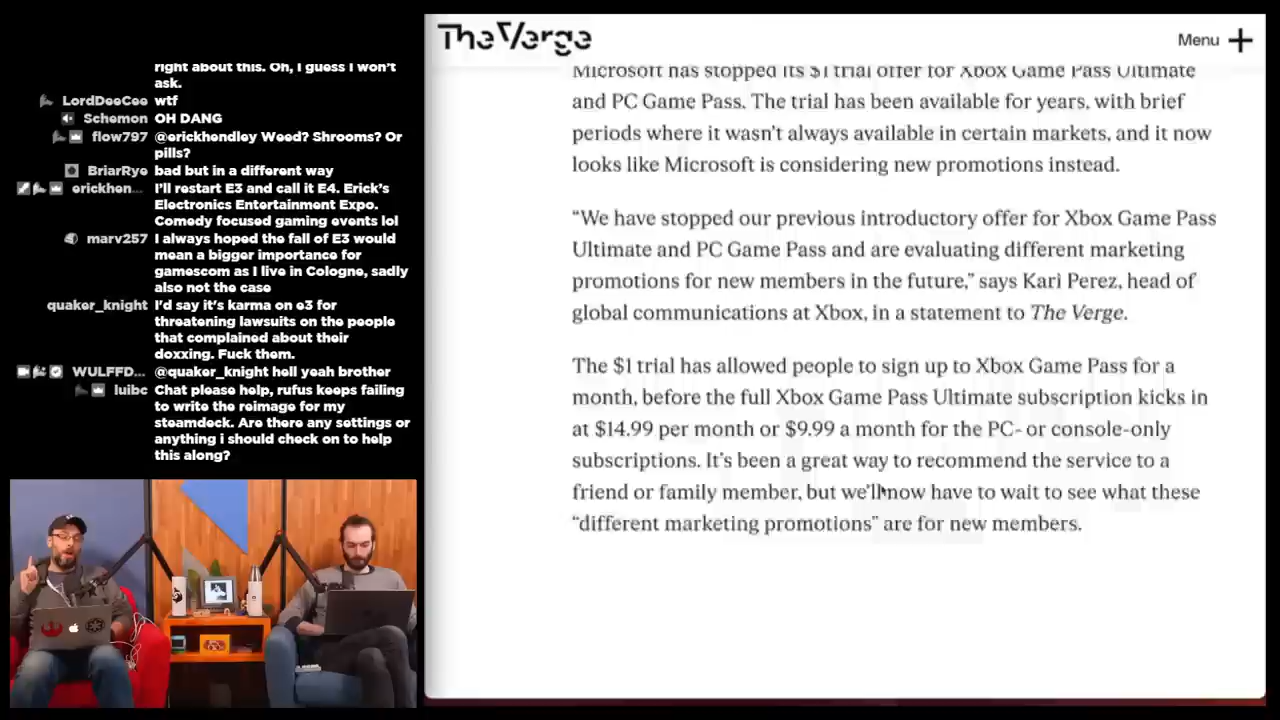 right about this. Oh, I guess I won't
ask.
LordDeeCee wtf
Schemon OH DANG
flow797 @erickhendley Weed? Shrooms? Or
pills?
BriarRye bad but in a different way
erickhen... I'll restart E3 and call it E4. Erick's
Electronics Entertainment Expo.
Comedy focused gaming events lol
marv257 I always hoped the fall of E3 would
mean a bigger importance for
gamescom as I live in Cologne, sadly
also not the case
quaker_knight I'd say it's karma on e3 for
threatening lawsuits on the people
that complained about their
doxxing. Fuck them.
WULFFD... @quaker_knight hell yeah brother
luibc Chat please help, rufus keeps failing
to write the reimage for my
steamdeck. Are there any settings or
anything i should check on to help
this along?
The Verge
Menu
Microsoft has stopped its $1 trial offer for Xbox Game Pass Ultimate
and PC Game Pass. The trial has been available for years, with brief
periods where it wasn't always available in certain markets, and it now
looks like Microsoft is considering new promotions instead.
“We have stopped our previous introductory offer for Xbox Game Pass
Ultimate and PC Game Pass and are evaluating different marketing
promotions for new members in the future,” says Kari Perez, head of
global communications at Xbox, in a statement to The Verge.
The $1 trial has allowed people to sign up to Xbox Game Pass for a
month, before the full Xbox Game Pass Ultimate subscription kicks in
at $14.99 per month or $9.99 a month for the PC- or console-only
subscriptions. It's been a great way to recommend the service to a
friend or family member, but we'll now have to wait to see what these
“different marketing promotions” are for new members.